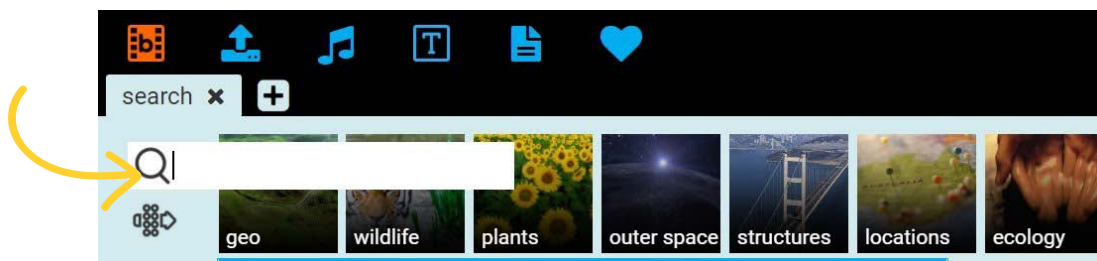 b
T
search
geo wildlife plants outer space structures locations ecology